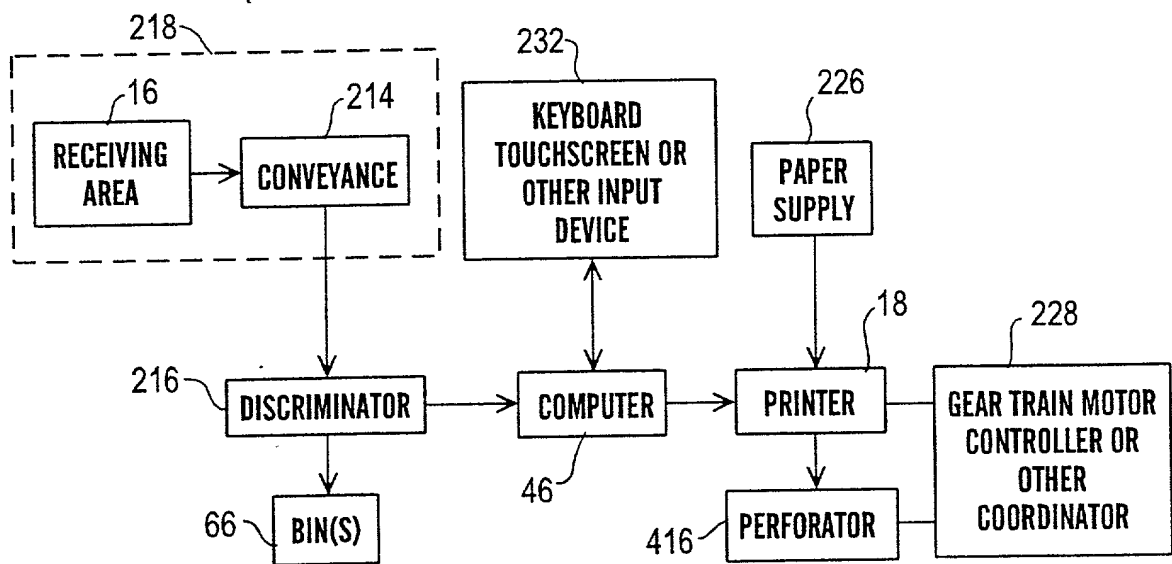 218
16
214
RECEIVING
AREA
CONVEYANCE
232
KEYBOARD
TOUCHSCREEN OR
OTHER INPUT
DEVICE
226
PAPER
SUPPLY
216
DISCRIMINATOR
COMPUTER
46
18
PRINTER
228
GEAR TRAIN MOTOR
CONTROLLER OR
OTHER
COORDINATOR
66
BIN(S)
416
PERFORATOR